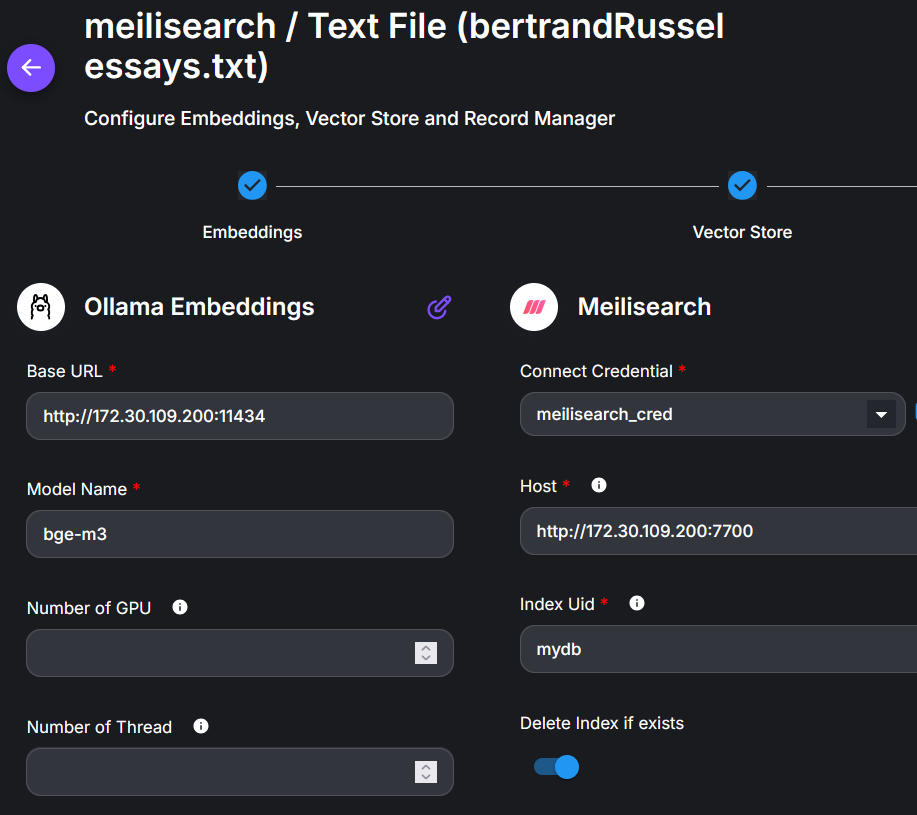 meilisearch / Text File (bertrandRussel
essays.txt)
Configure Embeddings, Vector Store and Record Manager
Embeddings
Vector Store
Ollama Embeddings
Meilisearch
Base URL *
http://172.30.109.200:11434
Connect Credential *
meilisearch_cred
Model Name *
bge-m3
Host *
http://172.30.109.200:7700
Number of GPU
Index Uid *
mydb
Number of Thread
Delete Index if exists